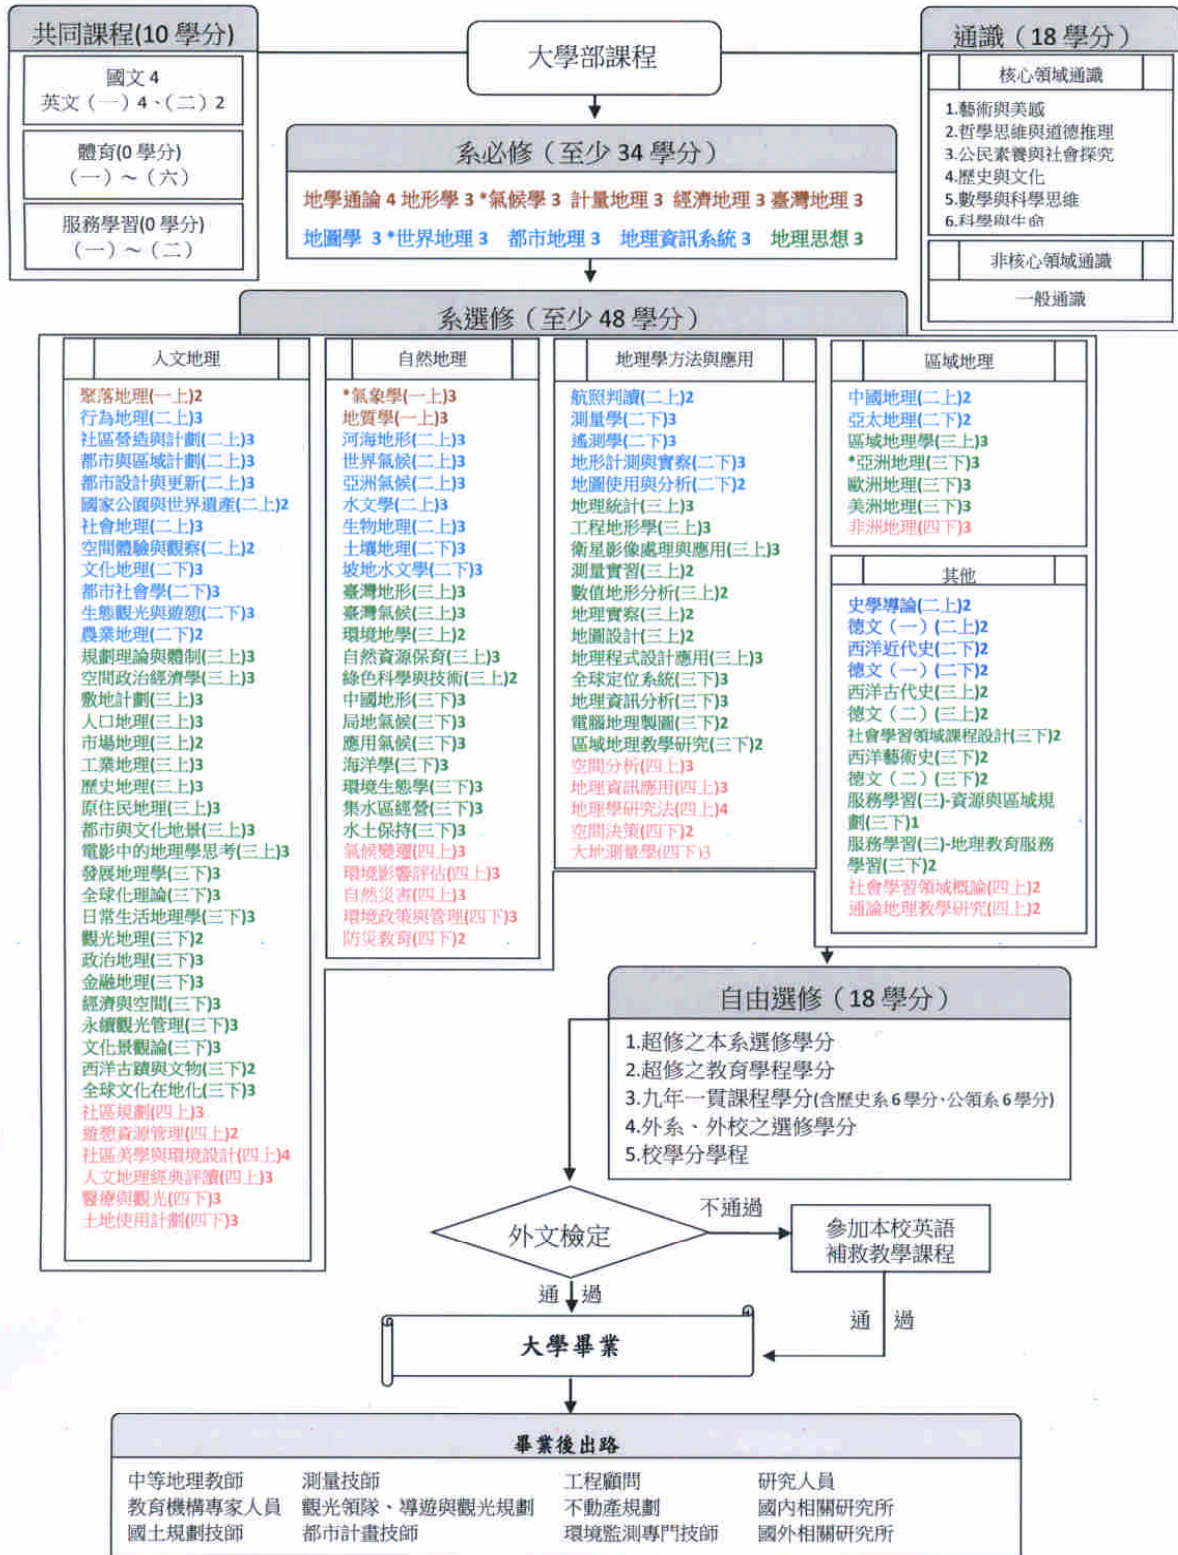 共同課程(10 學分)
國文 4
英文（一）4、（二）2
體育(0 學分)
（一）～（六）
服務學習(0 學分)
（一）～（二）
大學部課程
通識（18 學分）
核心領域通識
1.藝術與美感
2.哲學思維與道德推理
3.公民素養與社會探究
4.歷史與文化
5.數學與科學思維
6.科學與生命
非核心領域通識
一般通識
系必修（至少 34 學分）
地學通論 4 地形學 3 *氣候學 3 計量地理 3 經濟地理 3 臺灣地理 3
地圖學 3 *世界地理 3 都市地理 3 地理資訊系統 3 地理思想 3
系選修（至少 48 學分）
人文地理
聚落地理(一上)2
行為地理(二上)3
社區營造與計劃(二上)3
都市與區域計劃(二上)3
都市設計與更新(二上)3
國家公園與世界遺產(二上)2
社會地理(二上)3
空間體驗與觀察(二上)2
文化地理(二下)3
都市社會學(二下)3
生態觀光與遊憩(二下)3
農業地理(二下)2
規劃理論與體制(三上)3
空間政治經濟學(三上)3
敷地計劃(三上)3
人口地理(三上)3
市場地理(三上)2
工業地理(三上)3
歷史地理(三上)3
原住民地理(三上)3
都市與文化地景(三上)3
電影中的地理學思考(三上)3
發展地理學(三下)3
全球化理論(三下)3
日常生活地理學(三下)3
觀光地理(三下)2
政治地理(三下)3
金融地理(三下)3
經濟與空間(三下)3
永續觀光管理(三下)3
文化景觀論(三下)3
西洋古蹟與文物(三下)2
全球文化在地化(三下)3
社區規劃(四上)3
遊憩資源管理(四上)2
社區美學與環境設計(四上)4
人文地理經典評讀(四上)3
醫療與觀光(四下)3
土地使用計劃(四下)3
自然地理
*氣象學(一上)3
地質學(一上)3
河海地形(二上)3
世界氣候(二上)3
亞洲氣候(二上)3
水文學(二上)3
生物地理(二上)3
土壤地理(二下)3
坡地水文學(二下)3
臺灣地形(三上)3
臺灣氣候(三上)3
環境地學(三上)2
自然資源保育(三上)3
綠色科學與技術(三上)2
中國地形(三下)3
局地氣候(三下)3
應用氣候(三下)3
海洋學(三下)3
環境生態學(三下)3
集水區經營(三下)3
水土保持(三下)3
氣候變遷(四上)3
環境影響評估(四上)3
自然災害(四上)3
環境政策與管理(四下)3
防災教育(四下)2
地理學方法與應用
航照判讀(二上)2
測量學(二下)3
遙測學(二下)3
地形計測與實察(二下)3
地圖使用與分析(二下)2
地理統計(三上)3
工程地形學(三上)3
衛星影像處理與應用(三上)3
測量實習(三上)2
數值地形分析(三上)2
地理實察(三上)2
地圖設計(三上)2
地理程式設計應用(三上)3
全球定位系統(三下)3
地理資訊分析(三下)3
電腦地理製圖(三下)2
區域地理教學研究(三下)2
空間分析(四上)3
地理資訊應用(四上)3
地理學研究法(四上)4
空間決策(四下)2
大地測量學(四下)3
區域地理
中國地理(二上)2
亞太地理(二下)2
區域地理學(三上)3
*亞洲地理(三下)3
歐洲地理(三下)3
美洲地理(三下)3
非洲地理(四下)3
其他
史學導論(二上)2
德文（一）(二上)2
西洋近代史(二下)2
德文（一）(二下)2
西洋古代史(三上)2
德文（二）(三上)2
社會學習領域課程設計(三下)2
西洋藝術史(三下)2
德文（二）(三下)2
服務學習(三)-資源與區域規
劃(三下)1
服務學習(三)-地理教育服務
學習(三下)2
社會學習領域概論(四上)2
通論地理教學研究(四上)2
自由選修（18 學分）
1.超修之本系選修學分
2.超修之教育學程學分
3.九年一貫課程學分(含歷史系 6 學分、公領系 6 學分)
4.外系、外校之選修學分
5.校學分學程
外文檢定
不通過
參加本校英語
補救教學課程
通 過
通 過
大學畢業
畢業後出路
中等地理教師 測量技師 工程顧問 研究人員
教育機構專家人員 觀光領隊、導遊與觀光規劃 不動產規劃 國內相關研究所
國土規劃技師 都市計畫技師 環境監測專門技師 國外相關研究所